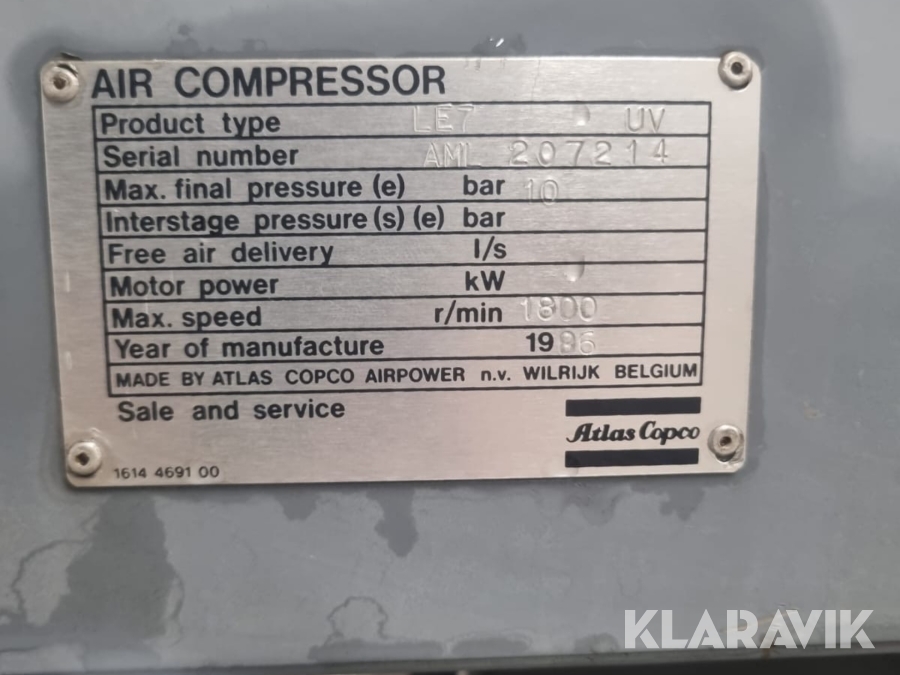 AIR COMPRESSOR
Product type LE7 UV
Serial number AML 207214
Max. final pressure (e) bar 10
Interstage pressure (s) (e) bar
Free air delivery l/s
Motor power kW
Max. speed r/min 1800
Year of manufacture 1996
MADE BY ATLAS COPCO AIRPOWER n.v. WILRIJK BELGIUM
Sale and service
Atlas Copco
1614 4691 00
KLARAVIK